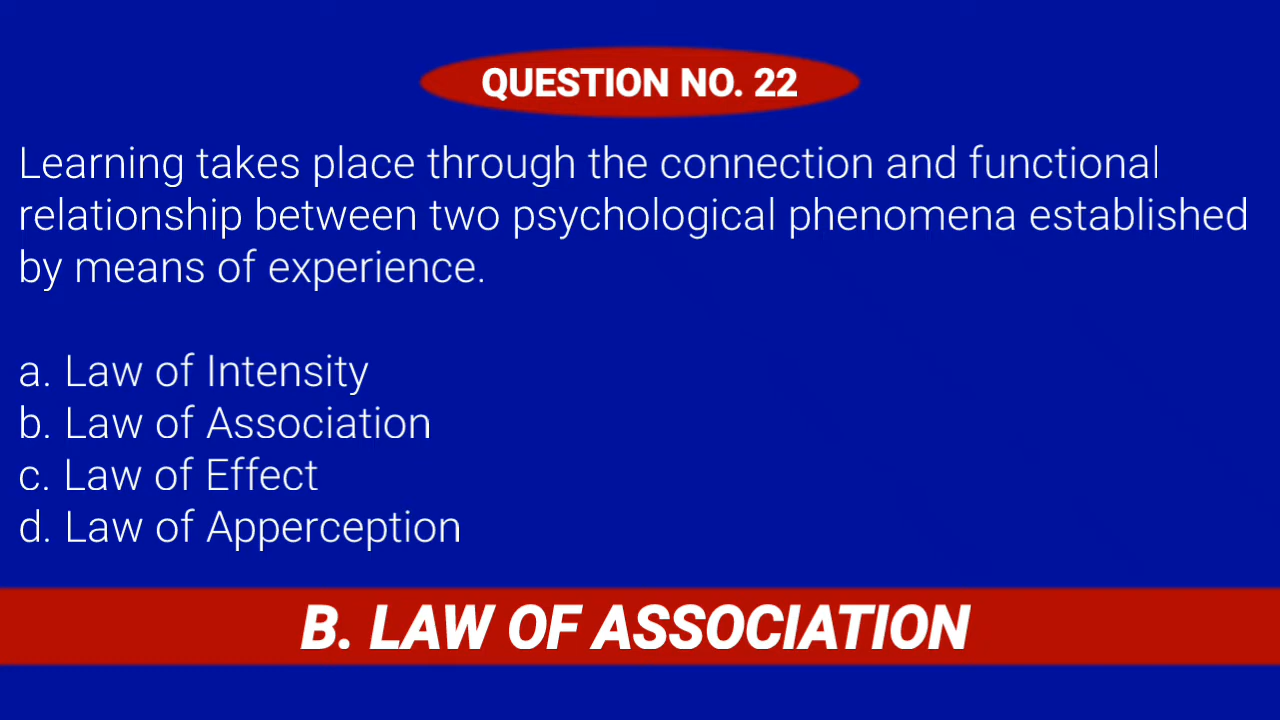 QUESTION NO. 22
Learning takes place through the connection and functional
relationship between two psychological phenomena established
by means of experience.
a. Law of Intensity
b. Law of Association
c. Law of Effect
d. Law of Apperception
B. LAW OF ASSOCIATION